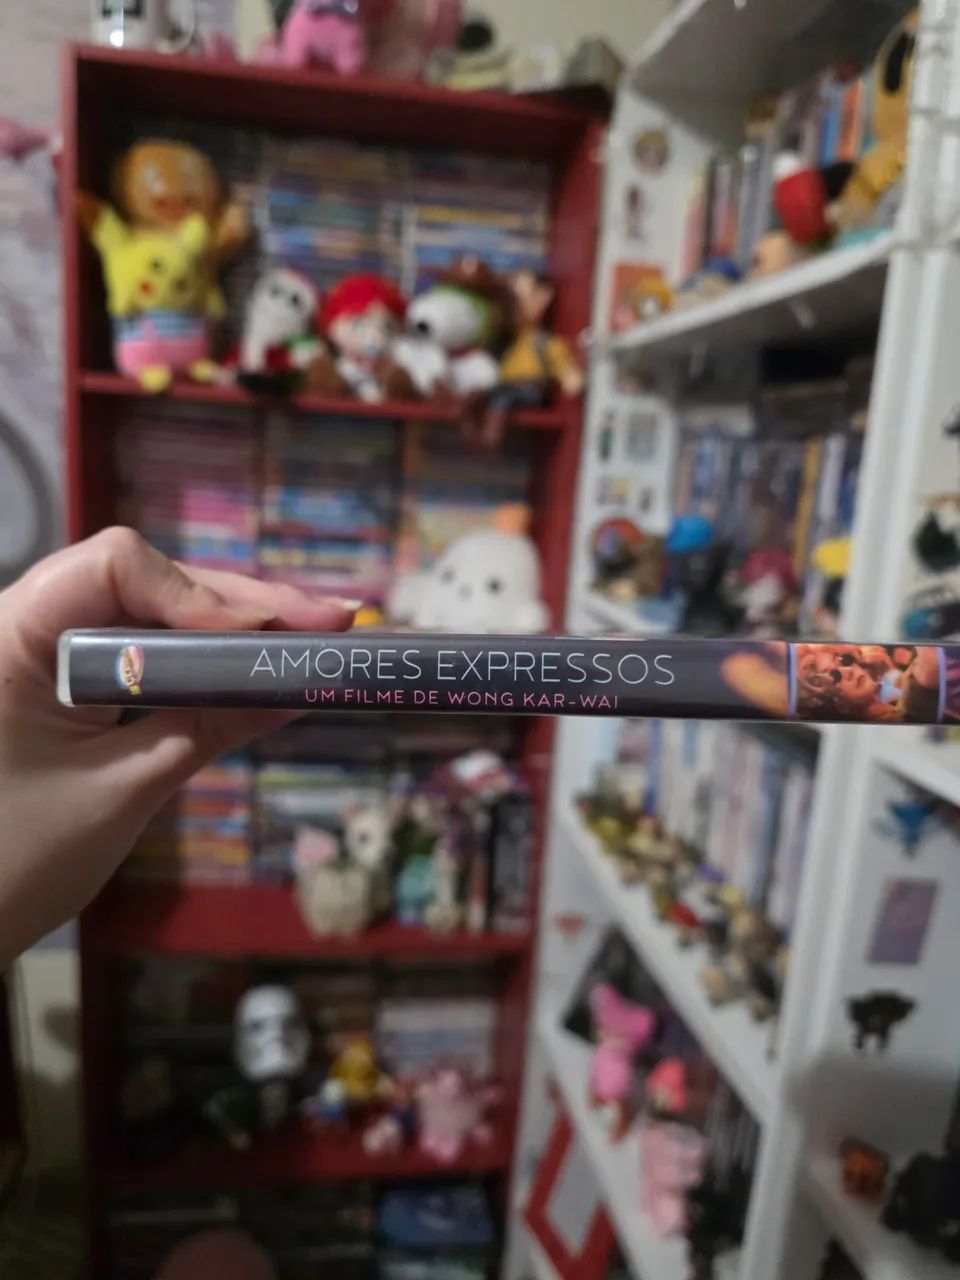 AMORES EXPRESSOS
UM FILME DE WONG KAR-WAI